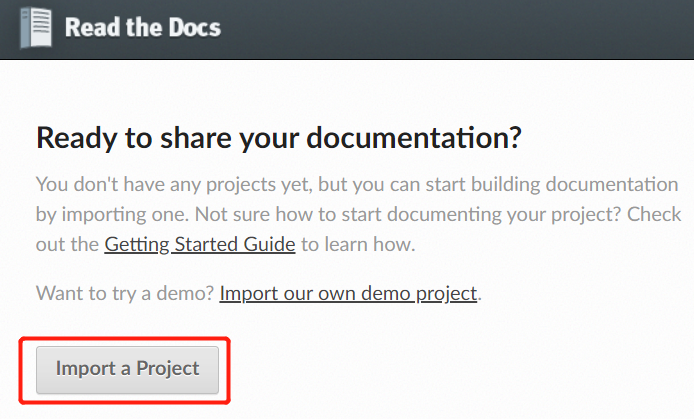 Read the Docs
Ready to share your documentation?
You don't have any projects yet, but you can start building documentation
by importing one. Not sure how to start documenting your project? Check
out the Getting Started Guide to learn how.
Want to try a demo? Import our own demo project.
Import a Project